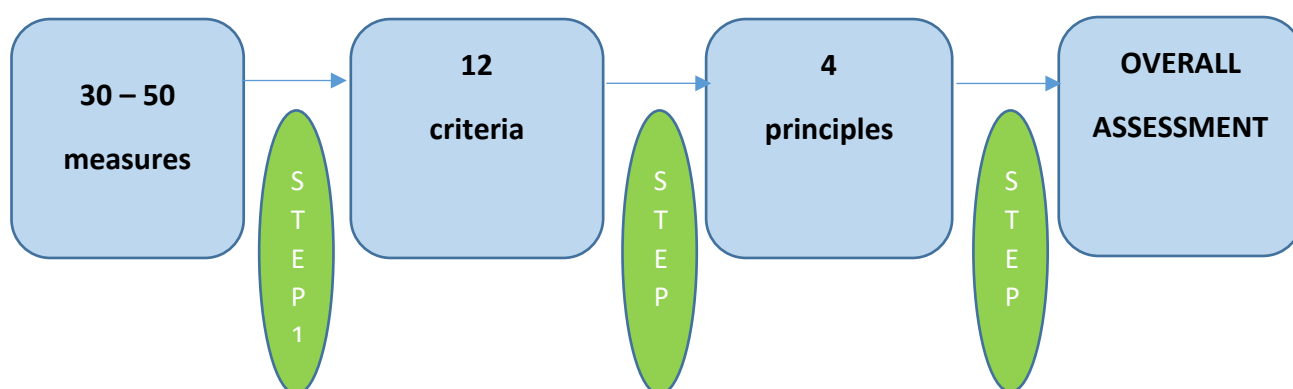 30 – 50
measures
S
T
E
P
1
12
criteria
S
T
E
P
4
principles
S
T
E
P
OVERALL
ASSESSMENT